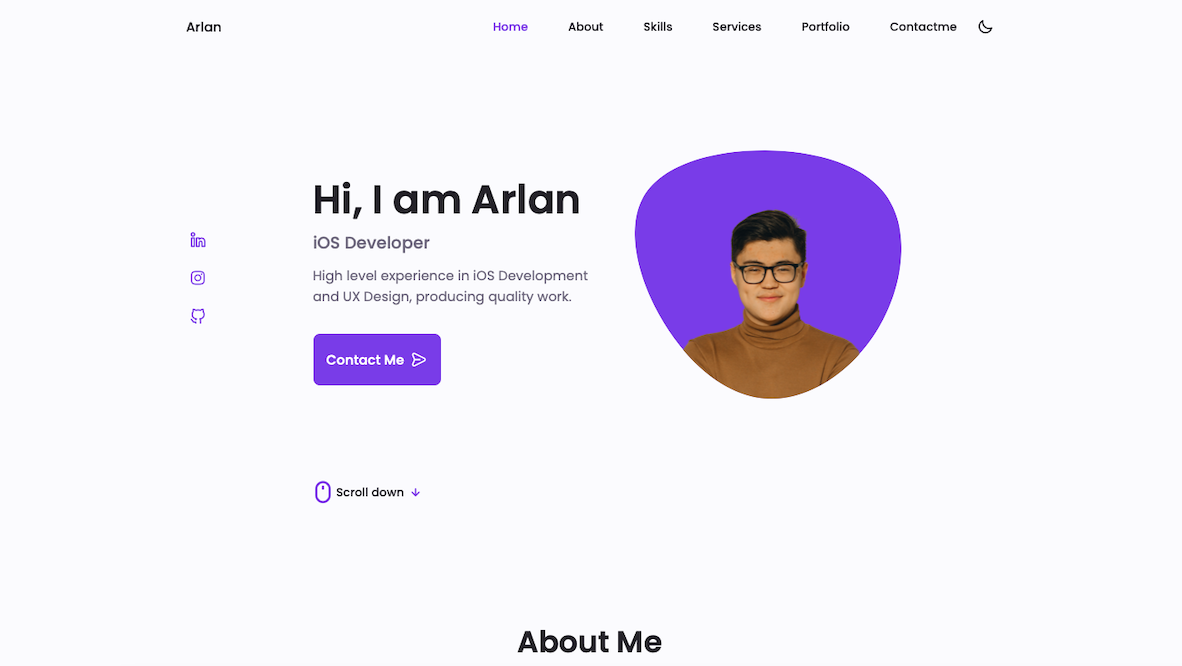 Arlan
Home About Skills Services Portfolio Contactme
Hi, I am Arlan
iOS Developer
High level experience in iOS Development
and UX Design, producing quality work.
Contact Me
Scroll down
About Me